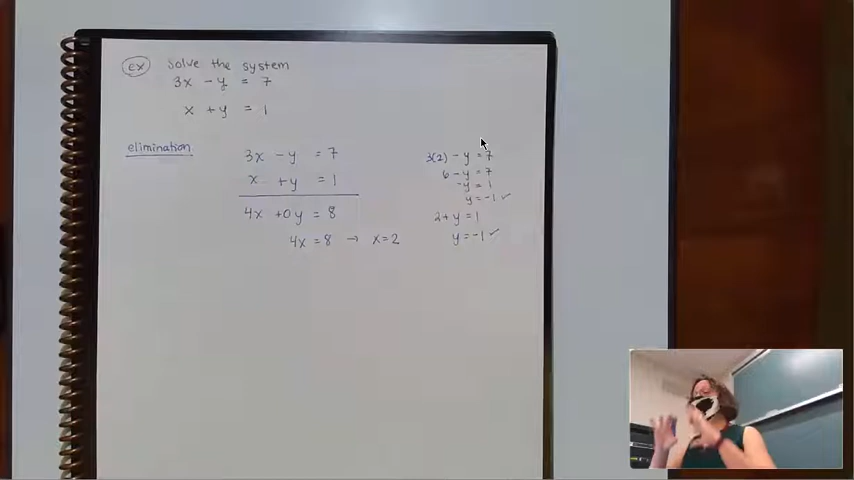 ex Solve the system
3x - y = 7
x + y = 1
elimination
3x - y = 7
x + y = 1
4x + 0y = 8
4x = 8 → x = 2
3(2) - y = 7
6 - y = 7
-y = 1
y = -1 ✓
2 + y = 1
y = -1 ✓